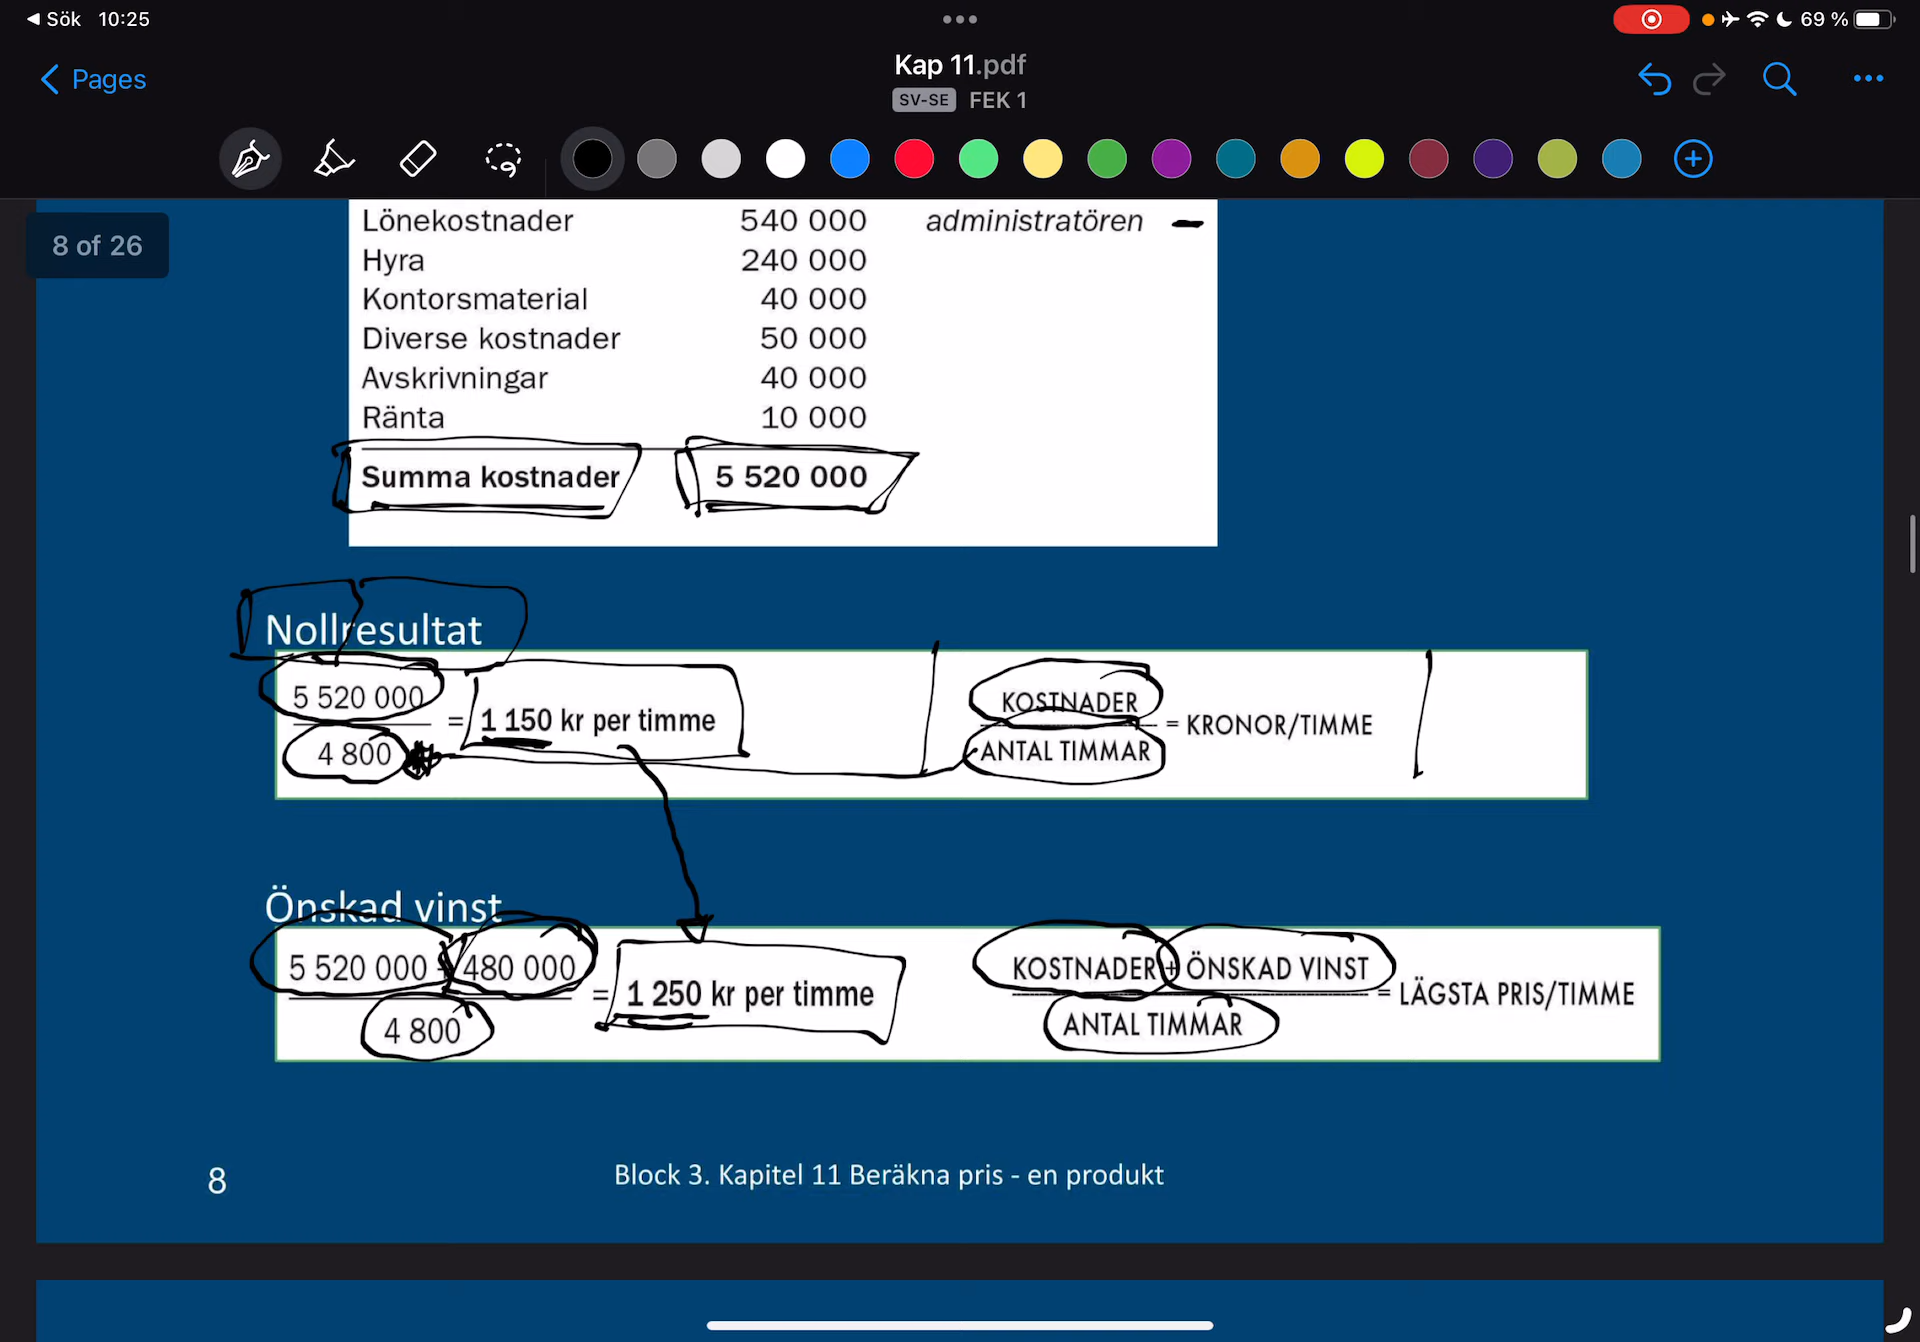 ◀ Sök 10:25
69 %
Pages
Kap 11.pdf
SV-SE FEK 1
8 of 26
Lönekostnader 540 000 administratören
Hyra 240 000
Kontorsmaterial 40 000
Diverse kostnader 50 000
Avskrivningar 40 000
Ränta 10 000
Summa kostnader 5 520 000
Nollresultat
5 520 000
4 800
= 1 150 kr per timme
KOSTNADER
ANTAL TIMMAR
= KRONOR/TIMME
Önskad vinst
5 520 000 + 480 000
4 800
= 1 250 kr per timme
KOSTNADER + ÖNSKAD VINST
ANTAL TIMMAR
= LÄGSTA PRIS/TIMME
8
Block 3. Kapitel 11 Beräkna pris - en produkt